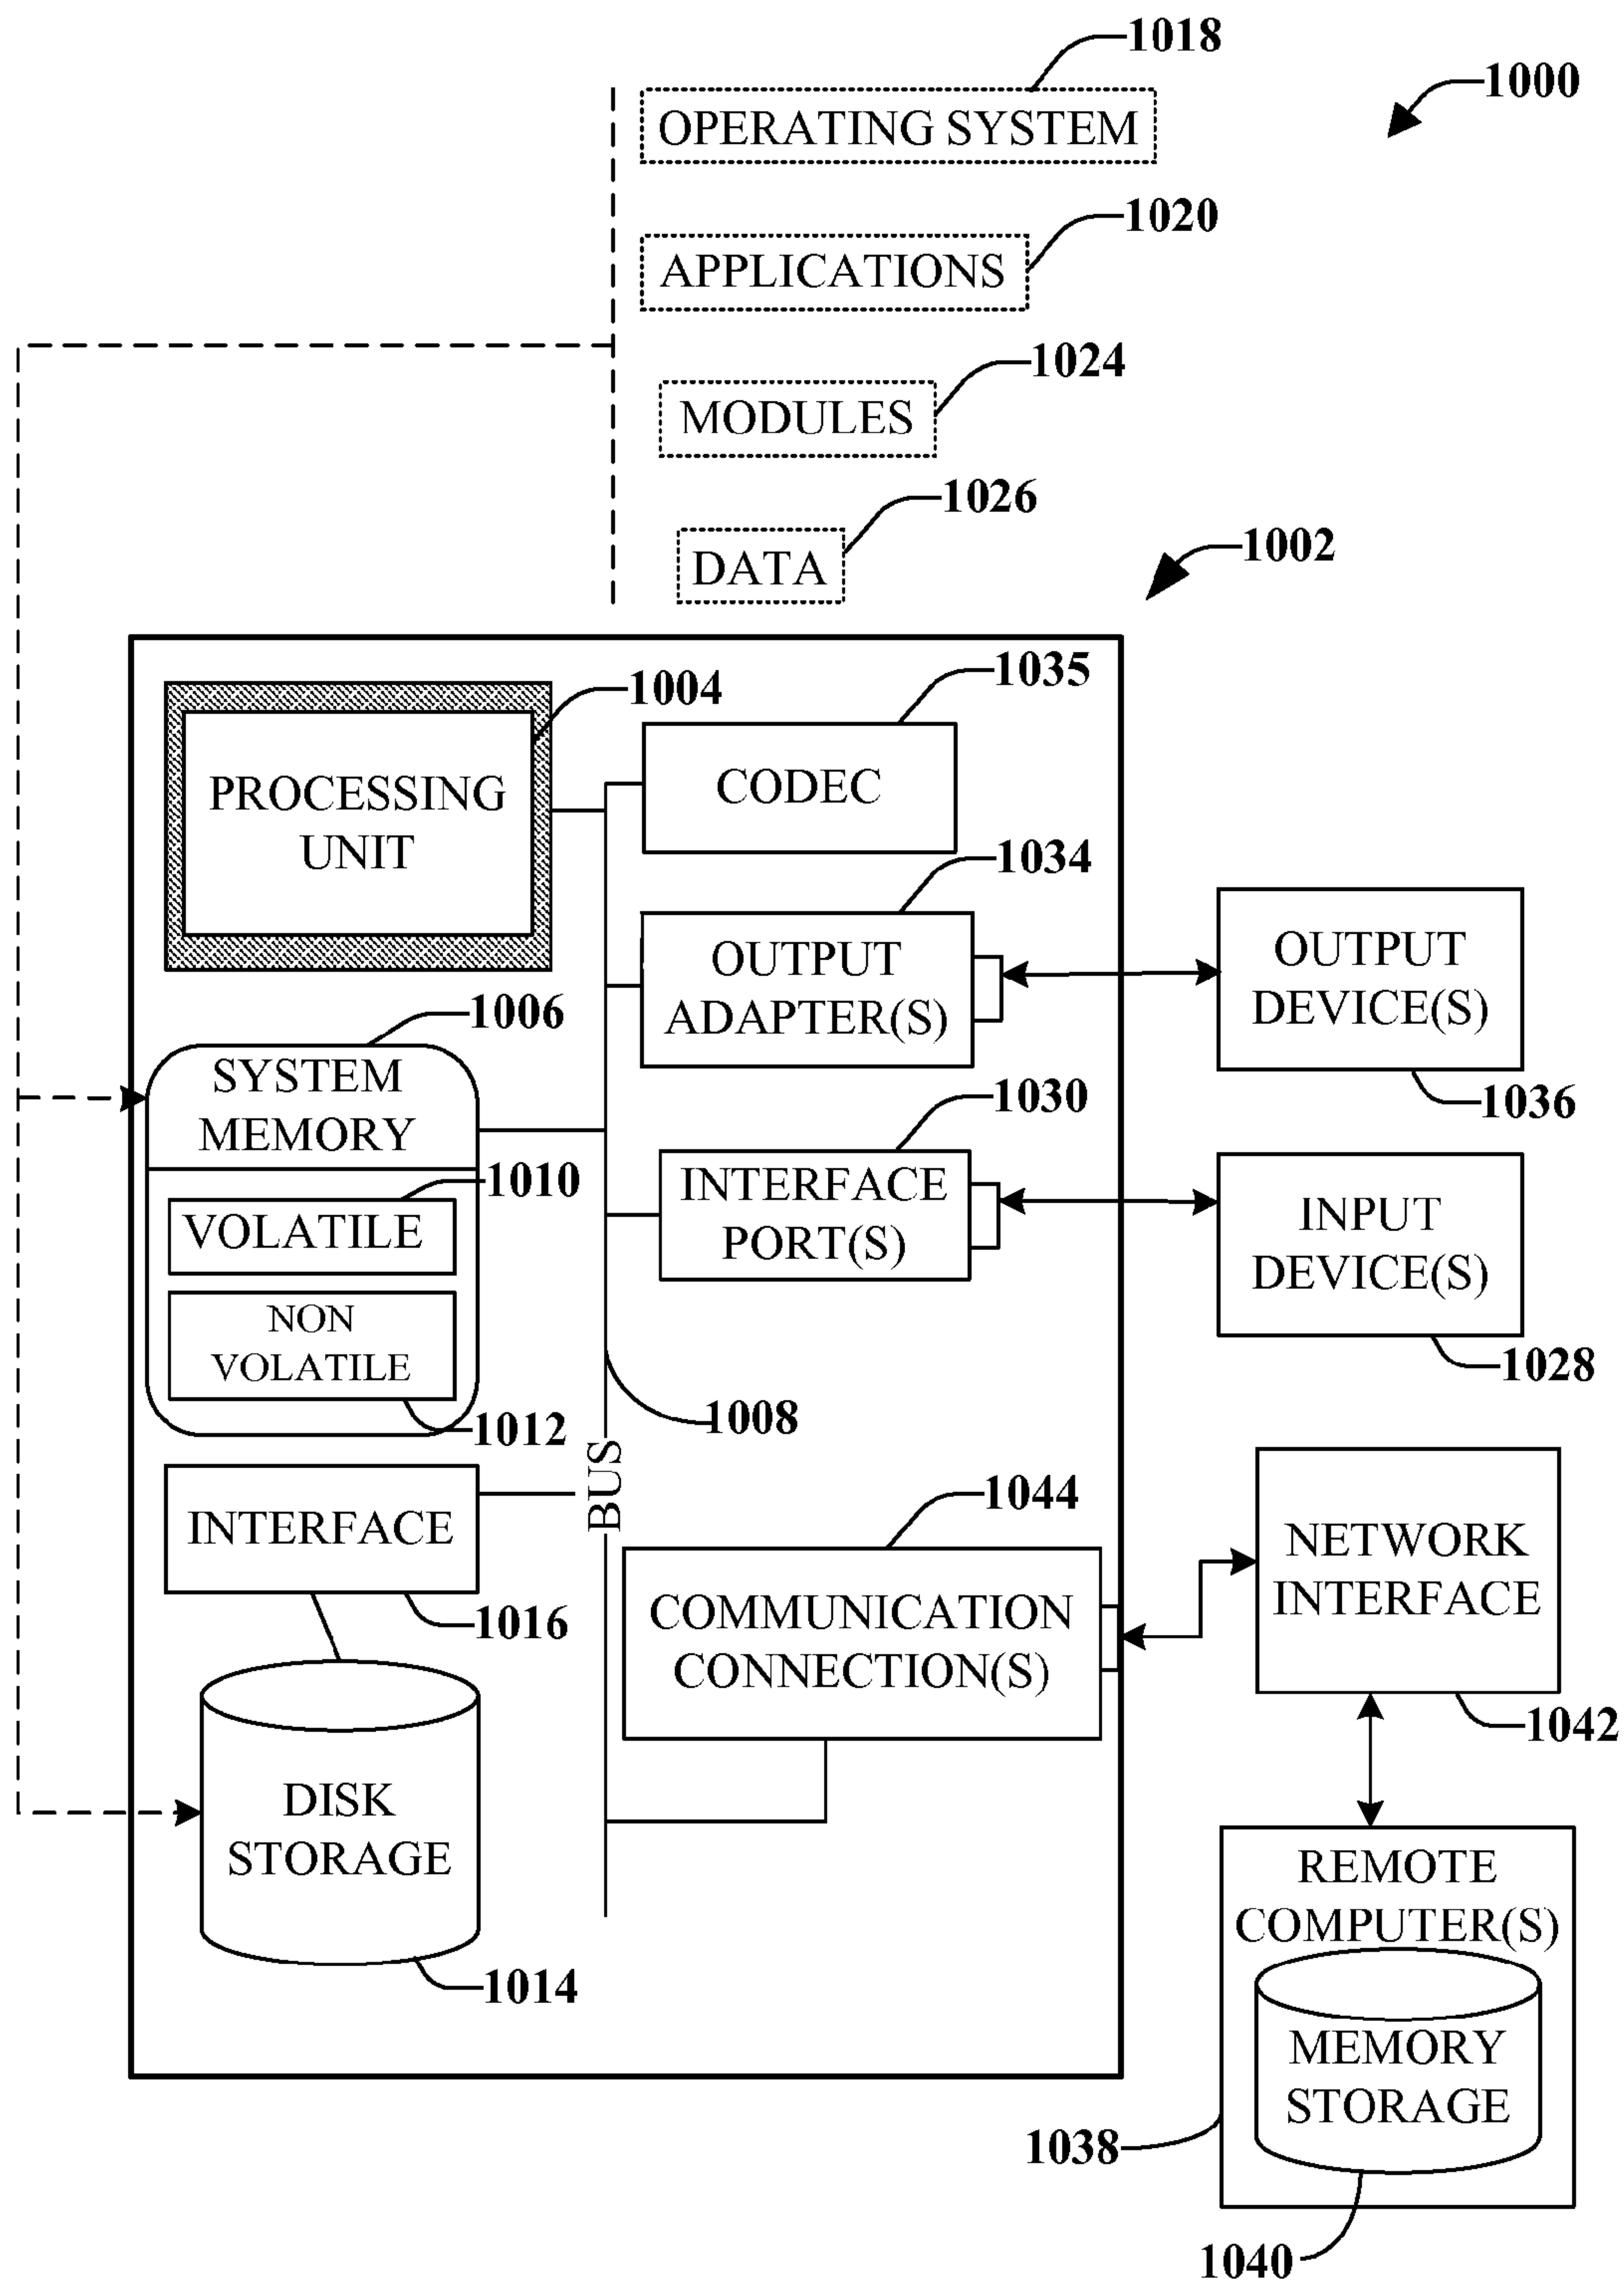 1018
1000
OPERATING SYSTEM
1020
APPLICATIONS
1024
MODULES
1026
DATA
1002
1035
1004
CODEC
PROCESSING
UNIT
1034
OUTPUT
ADAPTER(S)
OUTPUT
DEVICE(S)
1036
1006
SYSTEM
MEMORY
1030
INTERFACE
PORT(S)
INPUT
DEVICE(S)
1028
1010
VOLATILE
NON
VOLATILE
1012
1008
BUS
INTERFACE
1016
1044
COMMUNICATION
CONNECTION(S)
NETWORK
INTERFACE
1042
DISK
STORAGE
1014
REMOTE
COMPUTER(S)
MEMORY
STORAGE
1038
1040